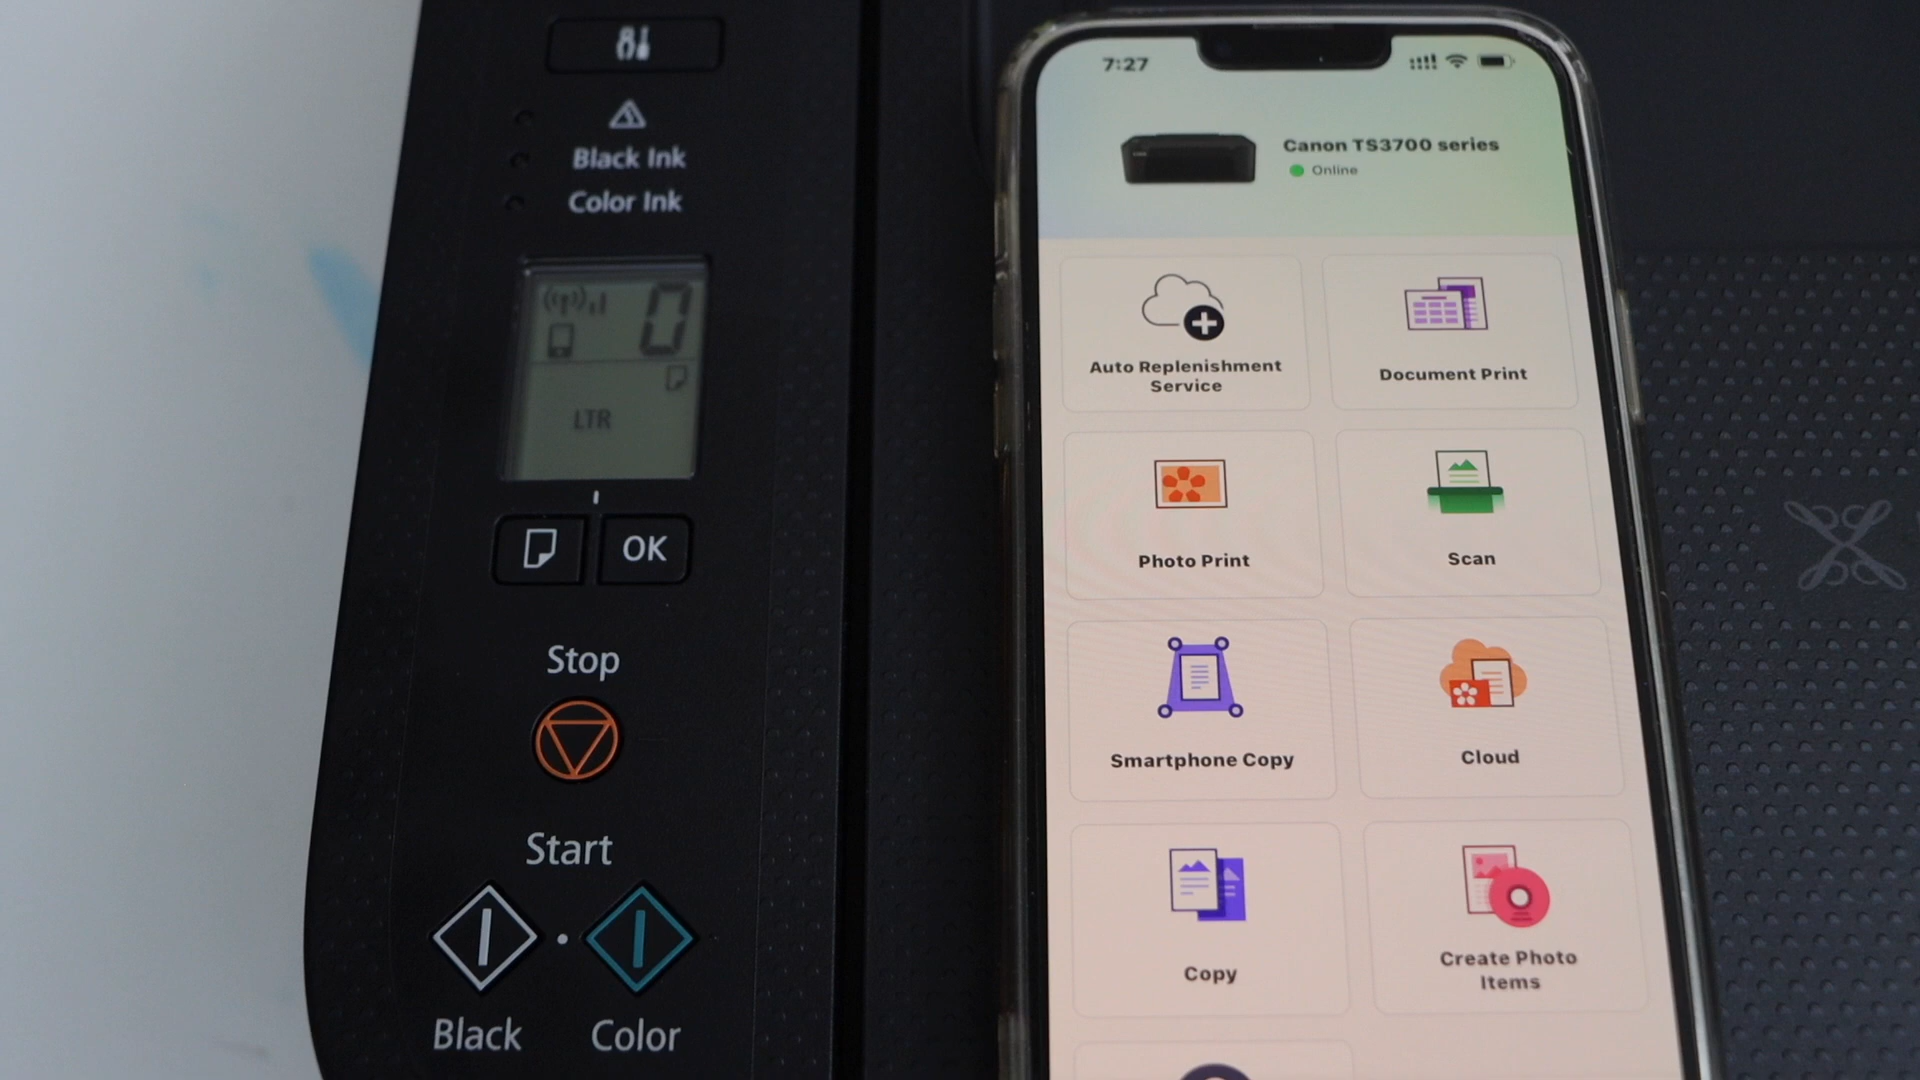 Black Ink
Color Ink
0
LTR
OK
Stop
Start
Black
Color
7:27
Canon TS3700 series
Online
Auto Replenishment
Service
Document Print
Photo Print
Scan
Smartphone Copy
Cloud
Copy
Create Photo
Items